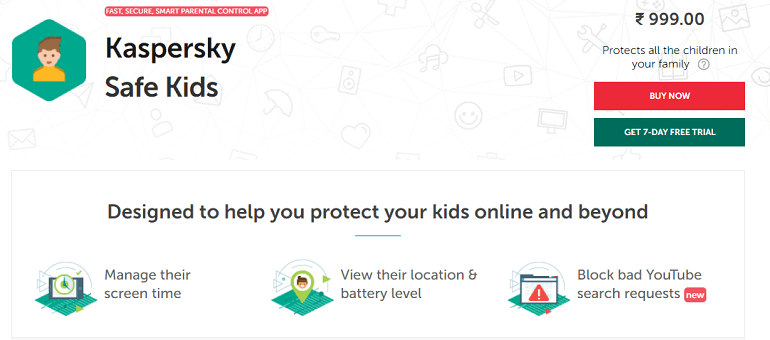 FAST, SECURE, SMART PARENTAL CONTROL APP
Kaspersky
Safe Kids
₹ 999.00
Protects all the children in
your family ?
BUY NOW
GET 7-DAY FREE TRIAL
Designed to help you protect your kids online and beyond
Manage their
screen time
View their location &
battery level
Block bad YouTube
search requests new